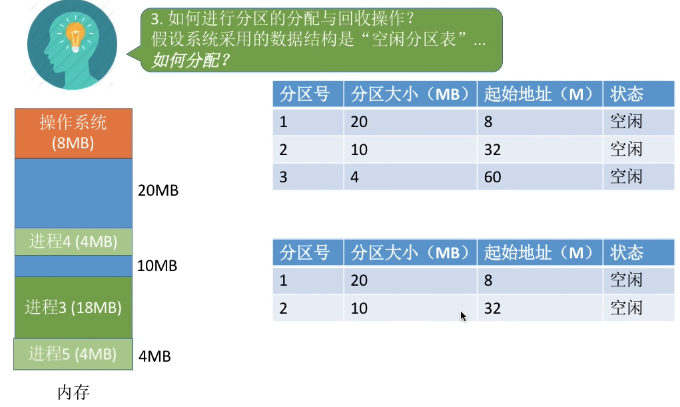 3. 如何进行分区的分配与回收操作？
假设系统采用的数据结构是“空闲分区表”...
如何分配？
分区号 分区大小（MB） 起始地址（M） 状态
1 20 8 空闲
2 10 32 空闲
3 4 60 空闲
操作系统
(8MB)
20MB
进程4 (4MB)
10MB
进程3 (18MB)
进程5 (4MB)
4MB
内存
分区号 分区大小（MB） 起始地址（M） 状态
1 20 8 空闲
2 10 32 空闲